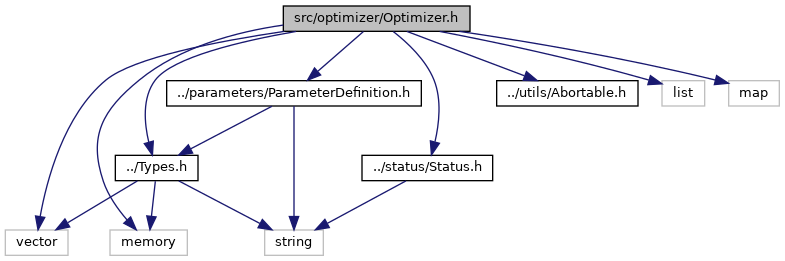 src/optimizer/Optimizer.h
../parameters/ParameterDefinition.h
../utils/Abortable.h
list
map
../Types.h
../status/Status.h
vector
memory
string